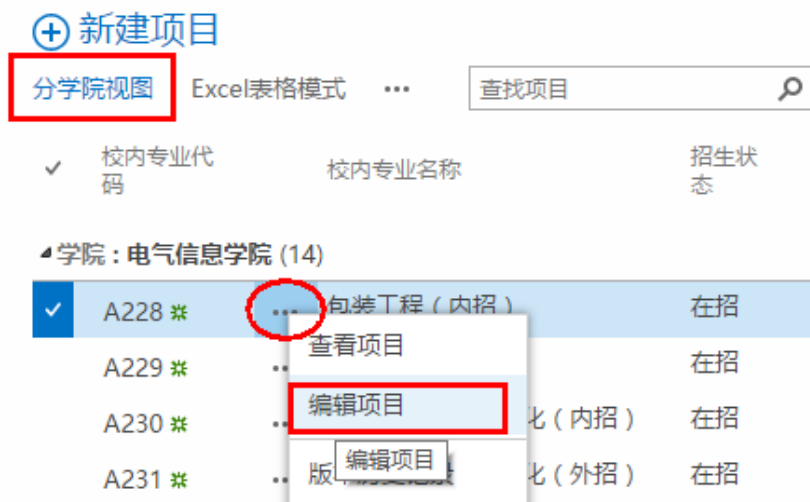 新建项目
分学院视图 Excel表格模式 ··· 查找项目
校内专业代码 校内专业名称 招生状态
学院 : 电气信息学院 (14)
A228 ··· 包装工程（内招） 在招
查看项目
A229 在招
编辑项目
A230 化（内招） 在招
编辑项目
A231 化（外招） 在招